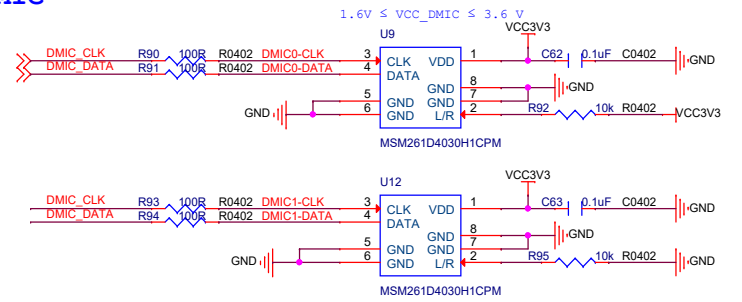 1.6V ≤ VCC_DMIC ≤ 3.6 V
VCC3V3
U9
DMIC_CLK R90 100R R0402 DMIC0-CLK 3 CLK VDD 1 C62 0.1uF C0402 GND
DMIC_DATA R91 100R R0402 DMIC0-DATA 4 DATA
GND 8 GND
5 GND GND 7
GND 6 GND L/R 2 R92 10k R0402 VCC3V3
MSM261D4030H1CPM
VCC3V3
U12
DMIC_CLK R93 100R R0402 DMIC1-CLK 3 CLK VDD 1 C63 0.1uF C0402 GND
DMIC_DATA R94 100R R0402 DMIC1-DATA 4 DATA
GND 8 GND
5 GND GND 7
GND 6 GND L/R 2 R95 10k R0402 GND
MSM261D4030H1CPM